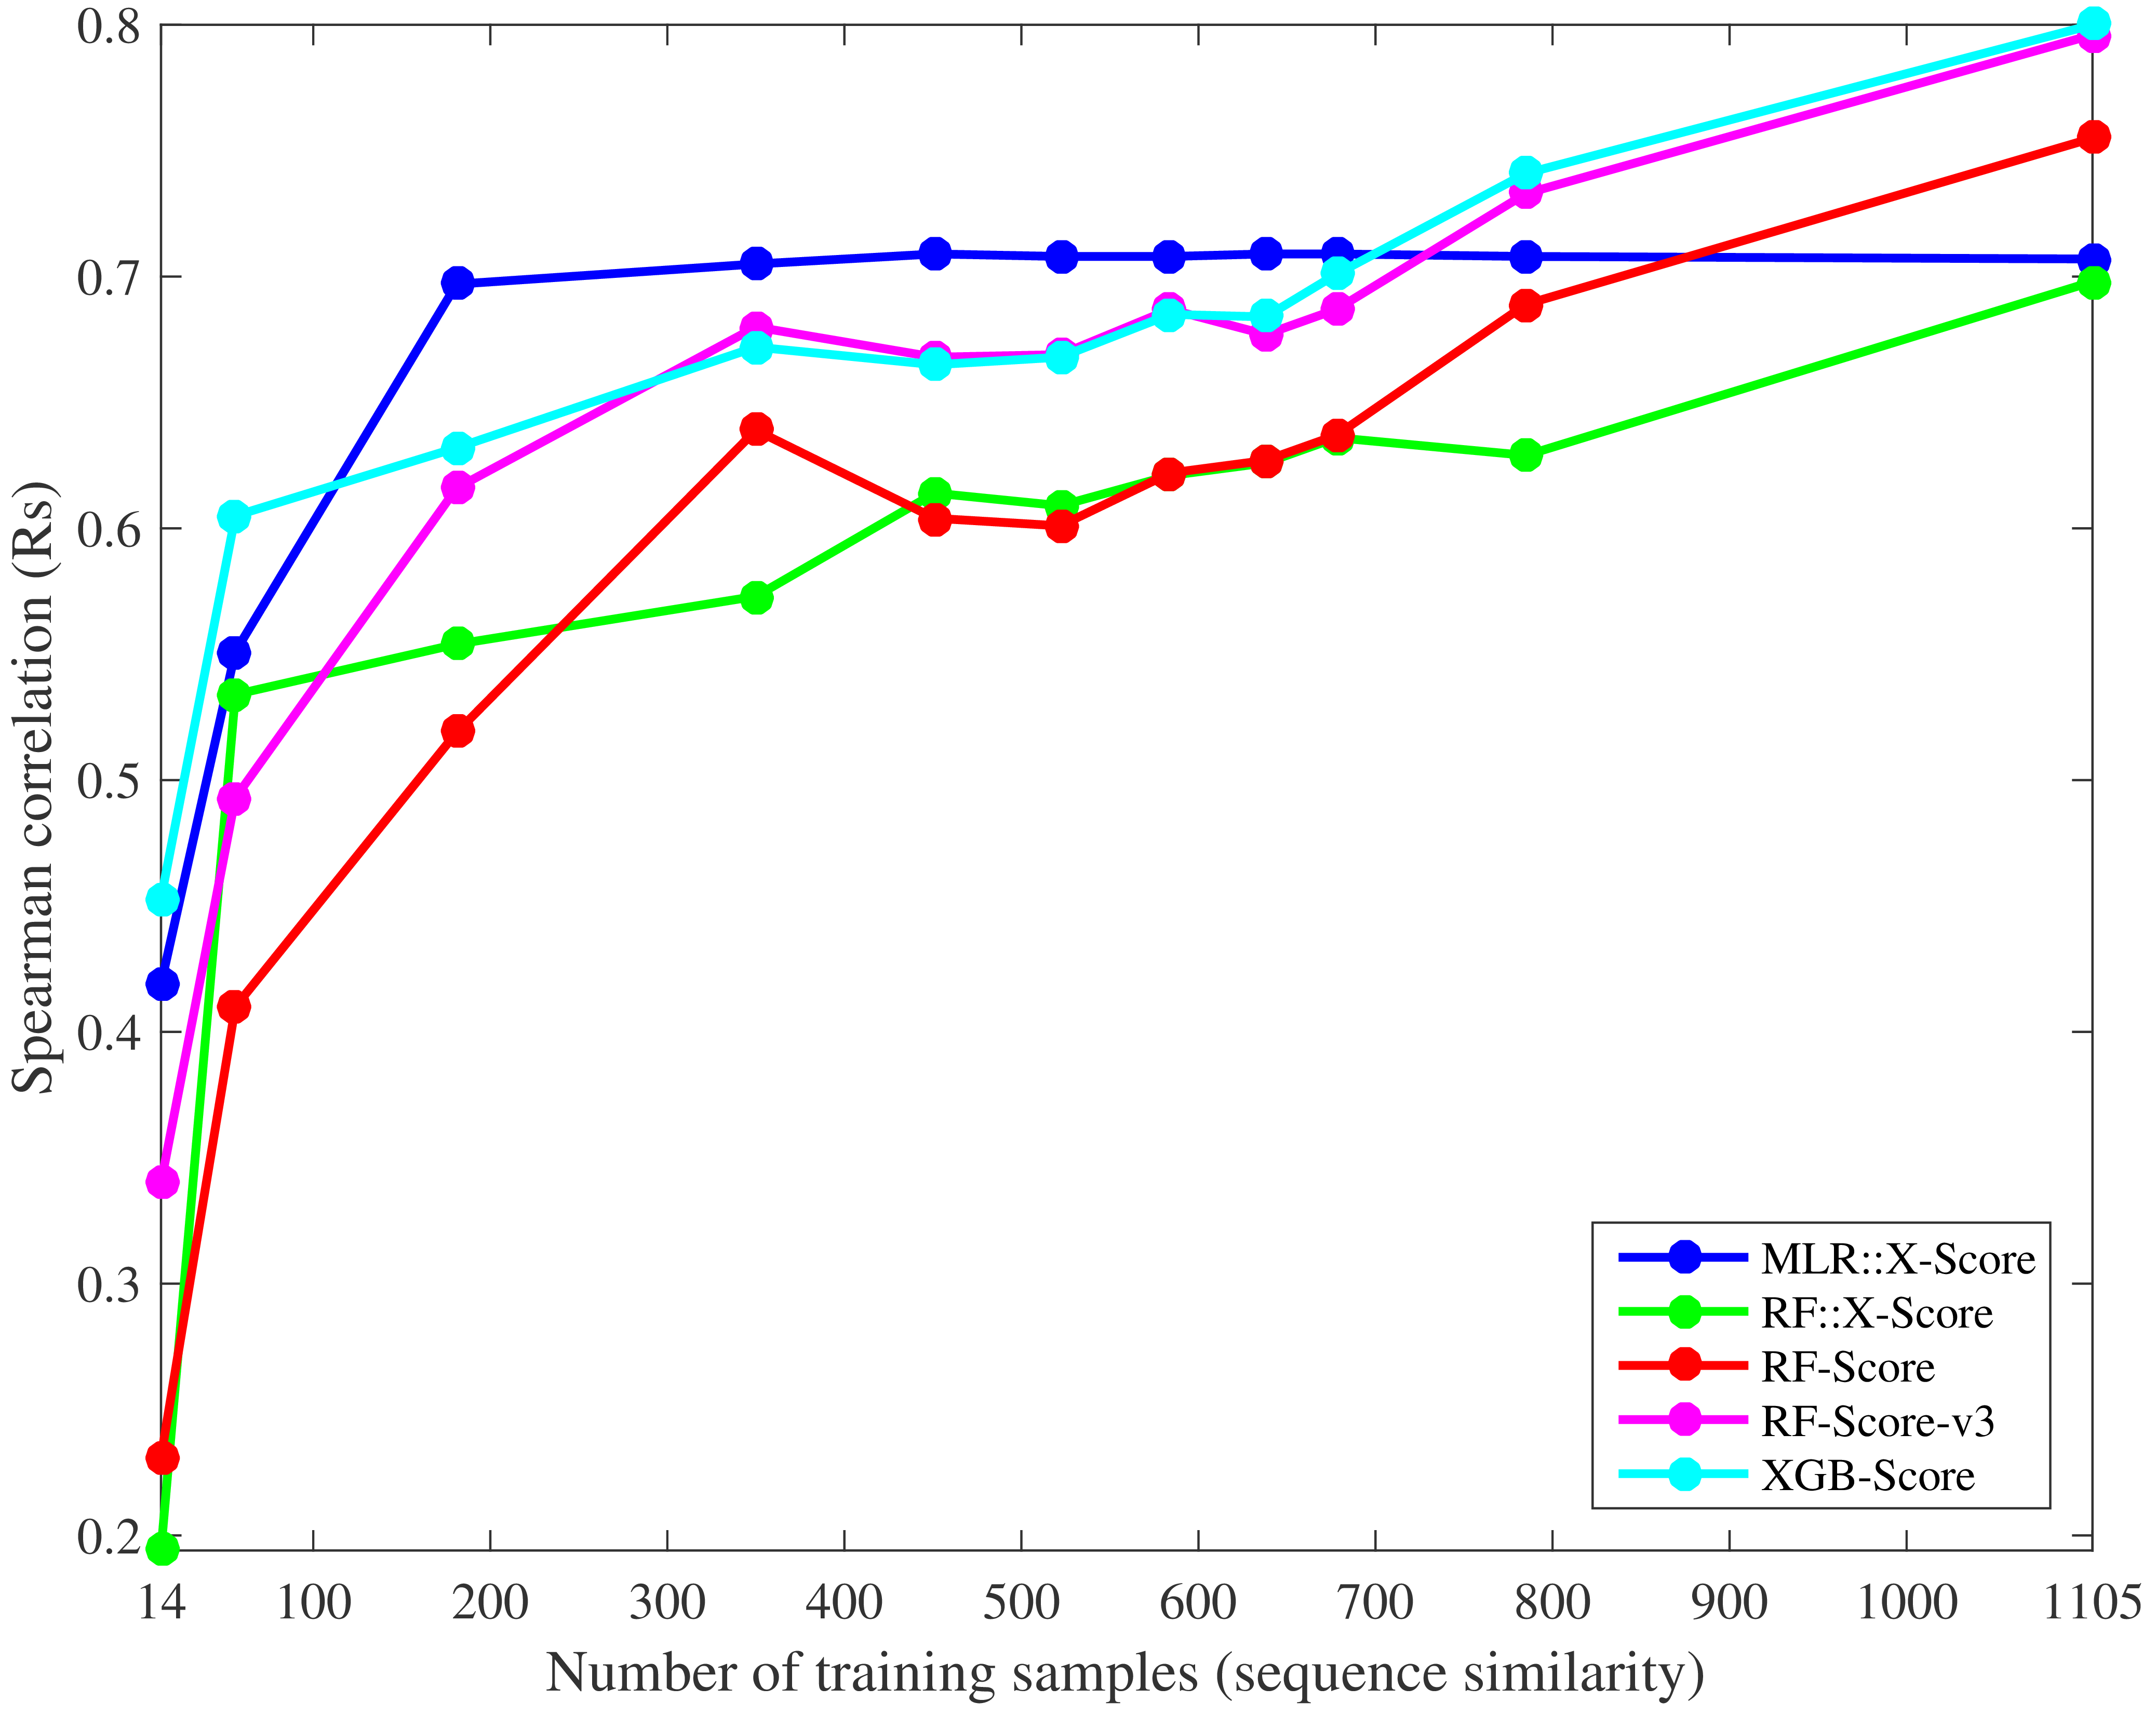 0.8
0.7
0.6
0.5
0.4
0.3
0.2
Spearman correlation (Rs)
14 100 200 300 400 500 600 700 800 900 1000 1105
Number of training samples (sequence similarity)
MLR::X-Score
RF::X-Score
RF-Score
RF-Score-v3
XGB-Score